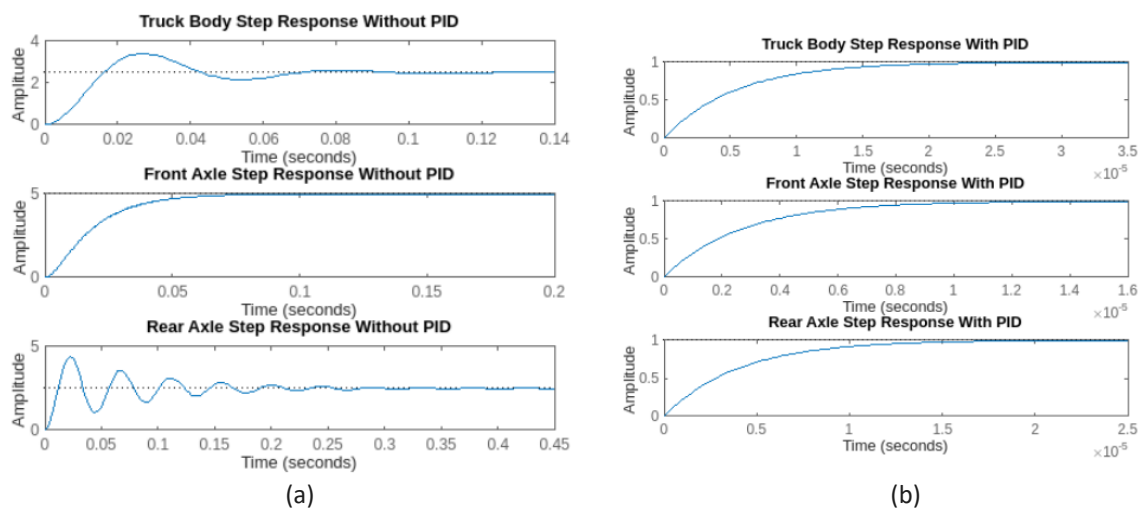 Truck Body Step Response Without PID
4
2
0
Amplitude
0 0.02 0.04 0.06 0.08 0.1 0.12 0.14
Time (seconds)
Front Axle Step Response Without PID
5
0
Amplitude
0 0.05 0.1 0.15 0.2
Time (seconds)
Rear Axle Step Response Without PID
5
0
Amplitude
0 0.05 0.1 0.15 0.2 0.25 0.3 0.35 0.4 0.45
Time (seconds)
(a)
Truck Body Step Response With PID
1
0.5
0
Amplitude
0 0.5 1 1.5 2 2.5 3 3.5
Time (seconds)
×10-5
Front Axle Step Response With PID
1
0.5
0
Amplitude
0 0.2 0.4 0.6 0.8 1 1.2 1.4 1.6
Time (seconds)
×10-5
Rear Axle Step Response With PID
1
0.5
0
Amplitude
0 0.5 1 1.5 2 2.5
Time (seconds)
×10-5
(b)